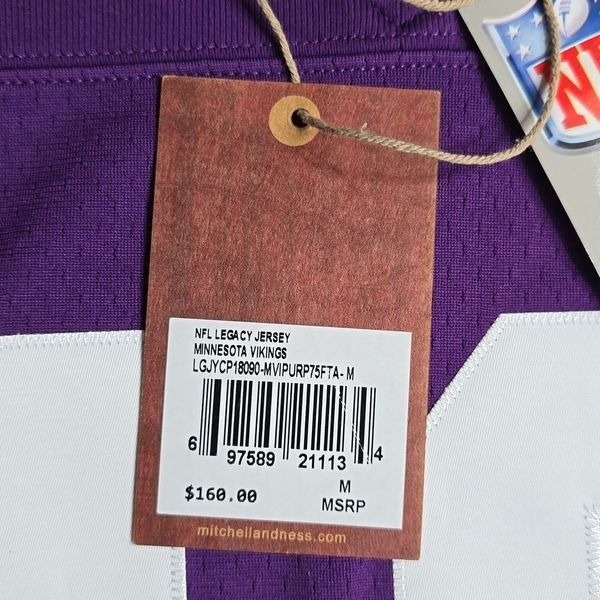 NFL LEGACY JERSEY
MINNESOTA VIKINGS
LGJYCP18090-MVIPURP75FTA- M
6 97589 21113 4
$160.00
M
MSRP
mitchellandness.com